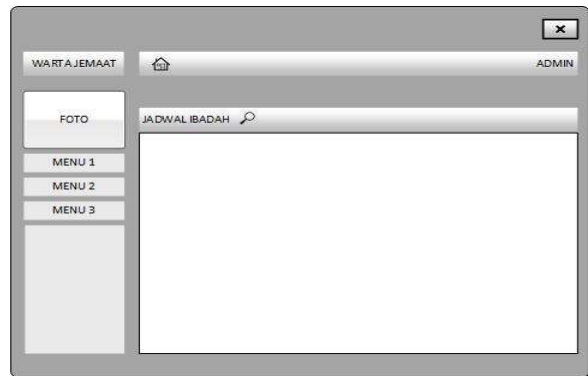 WARTA JEMAAT
ADMIN
FOTO
JADWAL IBADAH
MENU 1
MENU 2
MENU 3